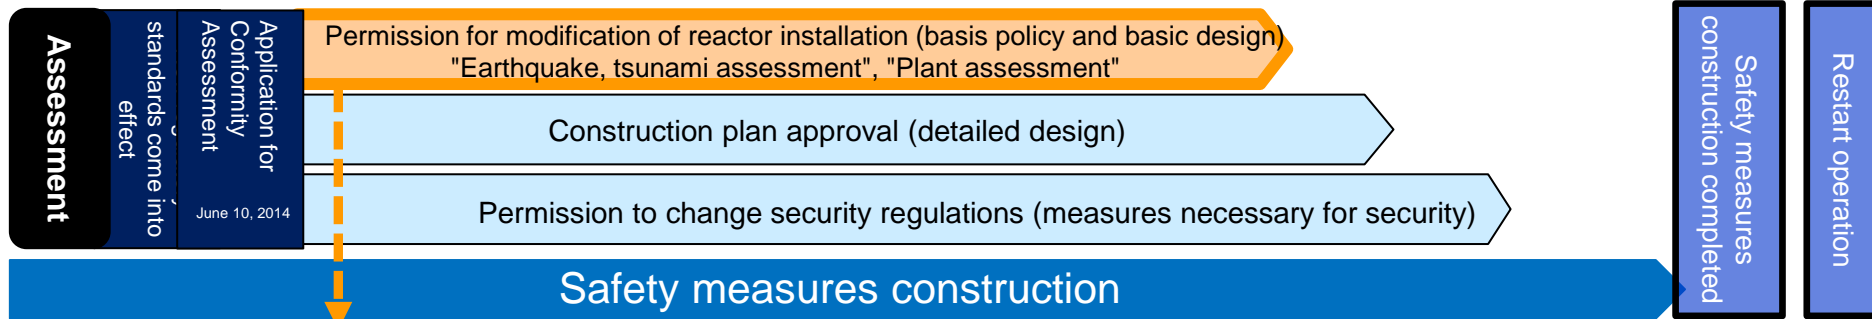 Assessment
standards come into
effect
Application for
Conformity
Assessment
June 10, 2014
Permission for modification of reactor installation (basis policy and basic design)
"Earthquake, tsunami assessment", "Plant assessment"
Construction plan approval (detailed design)
Permission to change security regulations (measures necessary for security)
Safety measures construction
Safety measures
construction completed
Restart operation